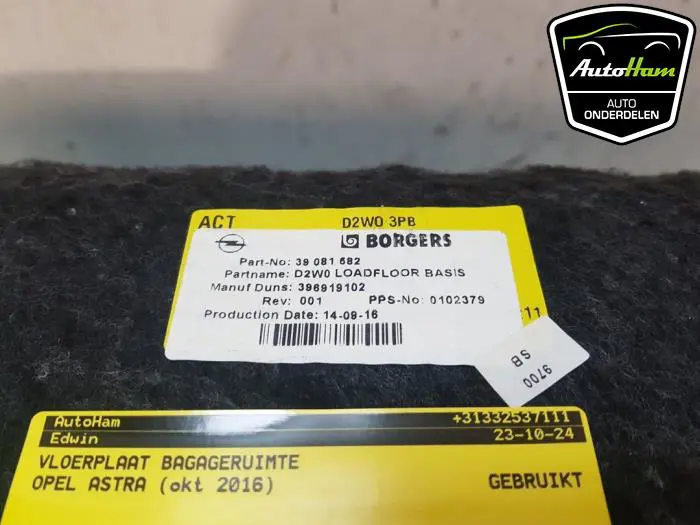 AutoHam
AUTO
ONDERDELEN
ACT D2W0 3PB
BORGERS
Part-No: 39 081 682
Partname: D2W0 LOADFLOOR BASIS
Manuf Duns: 396919102
Rev: 001 PPS-No: 0102379
Production Date: 14-09-16
:11
9700
SB
AutoHam +31332537111
Edwin 23-10-24
VLOERPLAAT BAGAGERUIMTE
OPEL ASTRA (okt 2016) GEBRUIKT